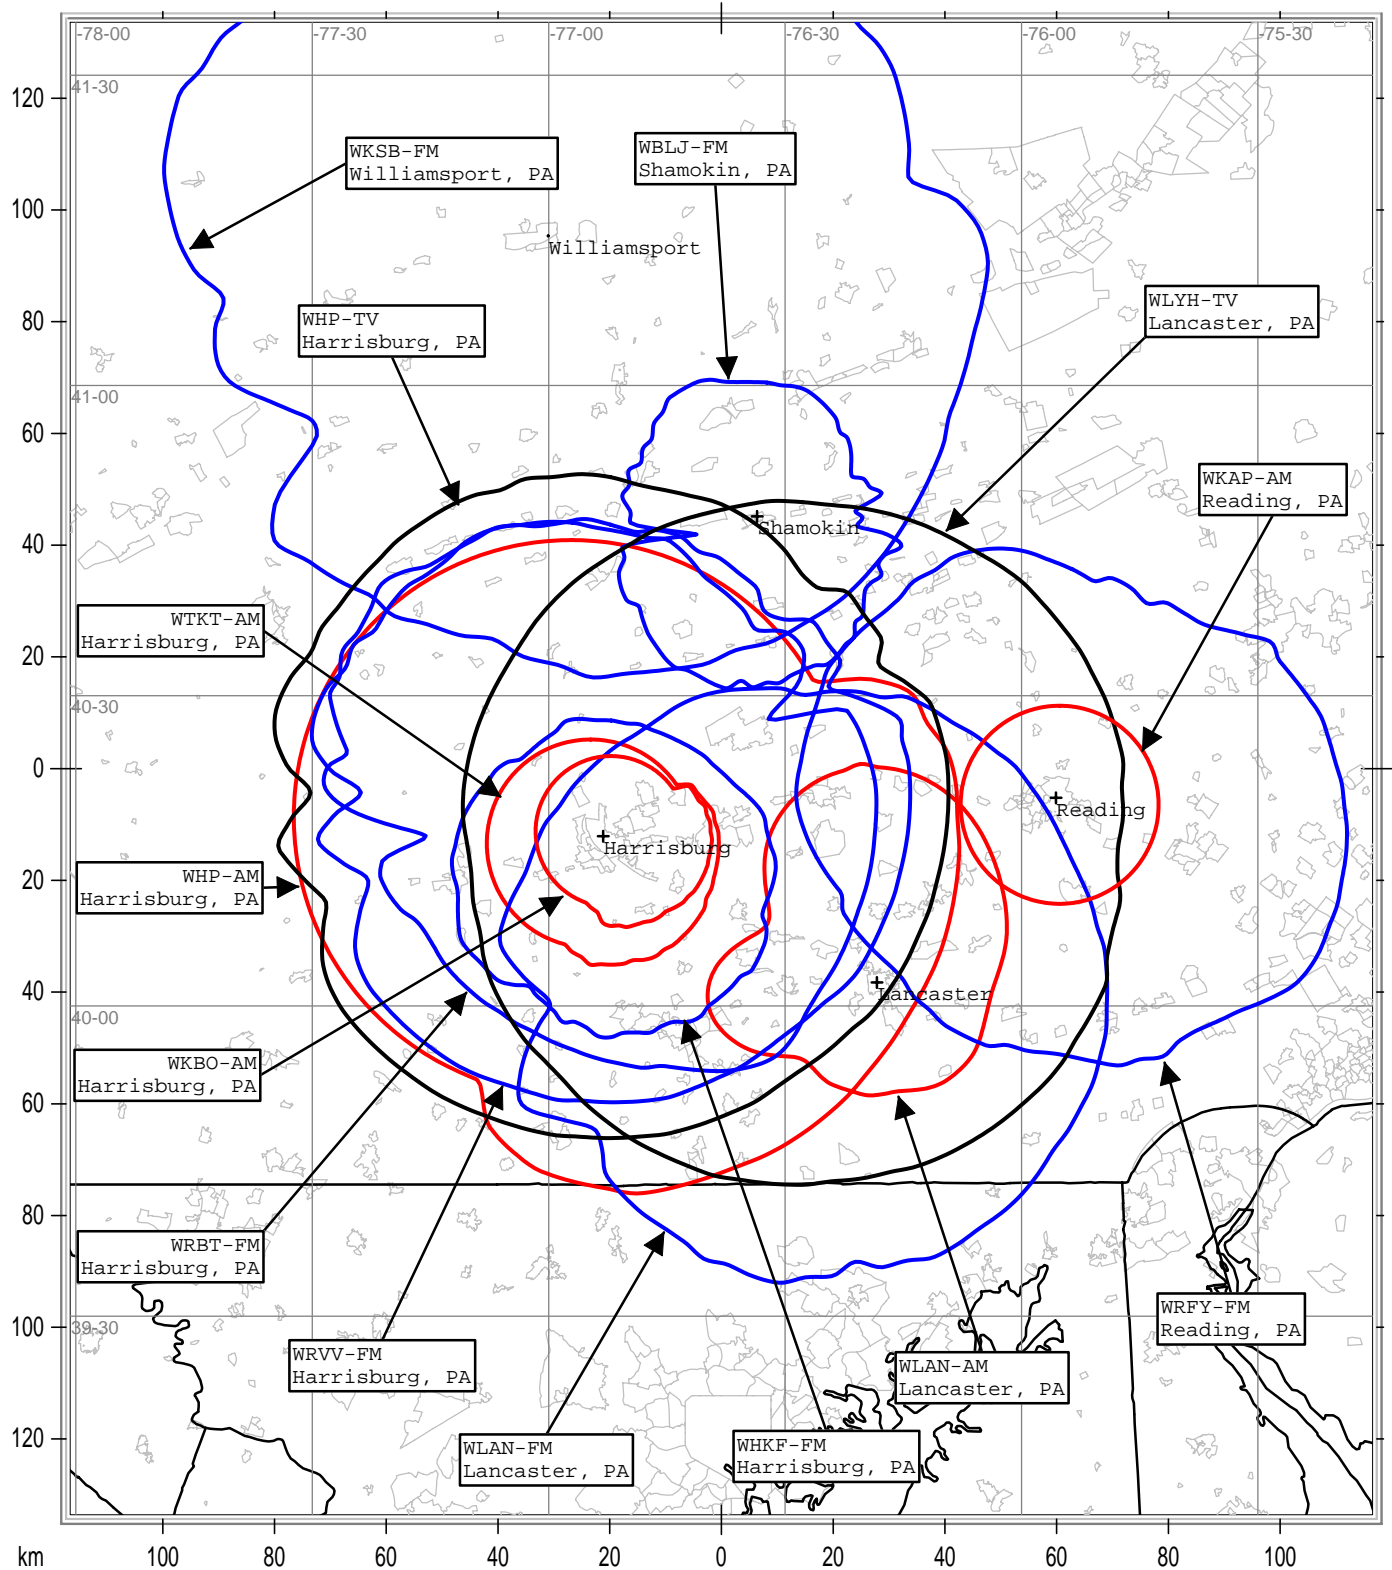 -78-00
-77-30
-77-00
-76-30
-76-00
-75-30
41-30
120
WKSB-FM
Williamsport, PA
WBLJ-FM
Shamokin, PA
100
Williamsport
WLYH-TV
Lancaster, PA
WHP-TV
Harrisburg, PA
80
41-00
60
WKAP-AM
Reading, PA
Shamokin
40
WTKT-AM
Harrisburg, PA
20
40-30
0
Reading
Harrisburg
WHP-AM
Harrisburg, PA
20
Lancaster
40
40-00
WKBO-AM
Harrisburg, PA
60
80
WRBT-FM
Harrisburg, PA
WRFY-FM
Reading, PA
100
39-30
WRVV-FM
Harrisburg, PA
WLAN-AM
Lancaster, PA
120
WLAN-FM
Lancaster, PA
WHKF-FM
Harrisburg, PA
km
100
80
60
40
20
0
20
40
60
80
100